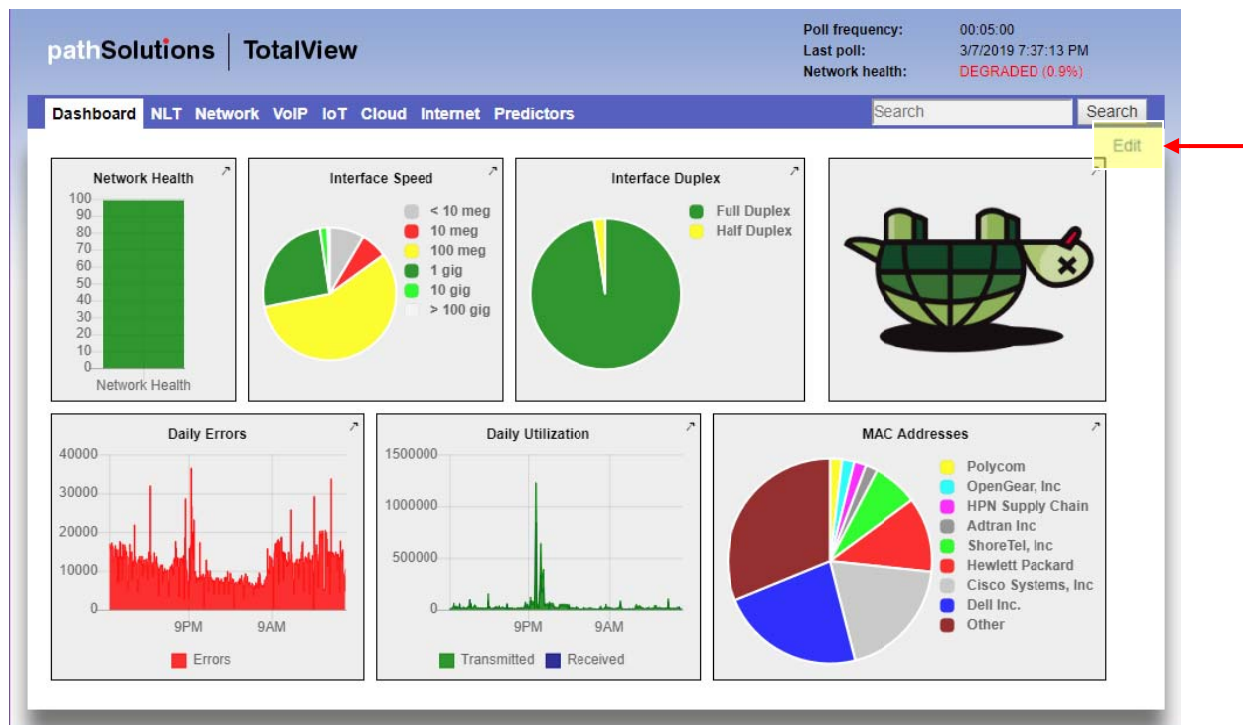 pathSolutions TotalView
Poll frequency: 00:05:00
Last poll: 3/7/2019 7:37:13 PM
Network health: DEGRADED (0.9%)
Dashboard NLT Network VoIP IoT Cloud Internet Predictors Search Search
Edit
Network Health
100
90
80
70
60
50
40
30
20
10
0
Network Health
Interface Speed
< 10 meg
10 meg
100 meg
1 gig
10 gig
> 100 gig
Interface Duplex
Full Duplex
Half Duplex
Daily Errors
40000
30000
20000
10000
0
9PM 9AM
Errors
Daily Utilization
1500000
1000000
500000
0
9PM 9AM
Transmitted Received
MAC Addresses
Polycom
OpenGear, Inc
HPN Supply Chain
Adtran Inc
ShoreTel, Inc
Hewlett Packard
Cisco Systems, Inc
Dell Inc.
Other